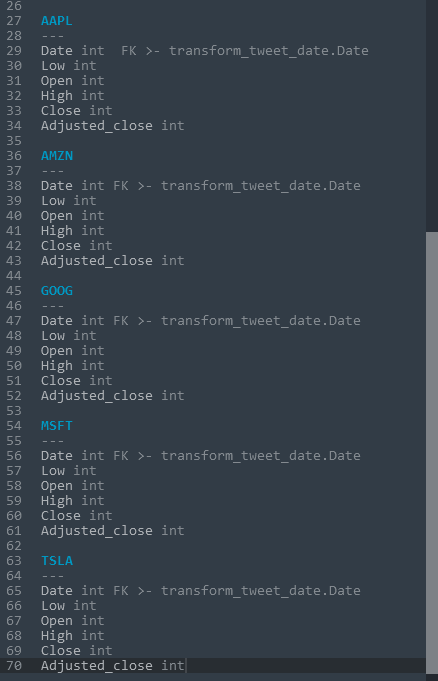 26
27 AAPL
28 ---
29 Date int  FK >- transform_tweet_date.Date
30 Low int
31 Open int
32 High int
33 Close int
34 Adjusted_close int
35
36 AMZN
37 ---
38 Date int FK >- transform_tweet_date.Date
39 Low int
40 Open int
41 High int
42 Close int
43 Adjusted_close int
44
45 GOOG
46 ---
47 Date int FK >- transform_tweet_date.Date
48 Low int
49 Open int
50 High int
51 Close int
52 Adjusted_close int
53
54 MSFT
55 ---
56 Date int FK >- transform_tweet_date.Date
57 Low int
58 Open int
59 High int
60 Close int
61 Adjusted_close int
62
63 TSLA
64 ---
65 Date int FK >- transform_tweet_date.Date
66 Low int
67 Open int
68 High int
69 Close int
70 Adjusted_close int